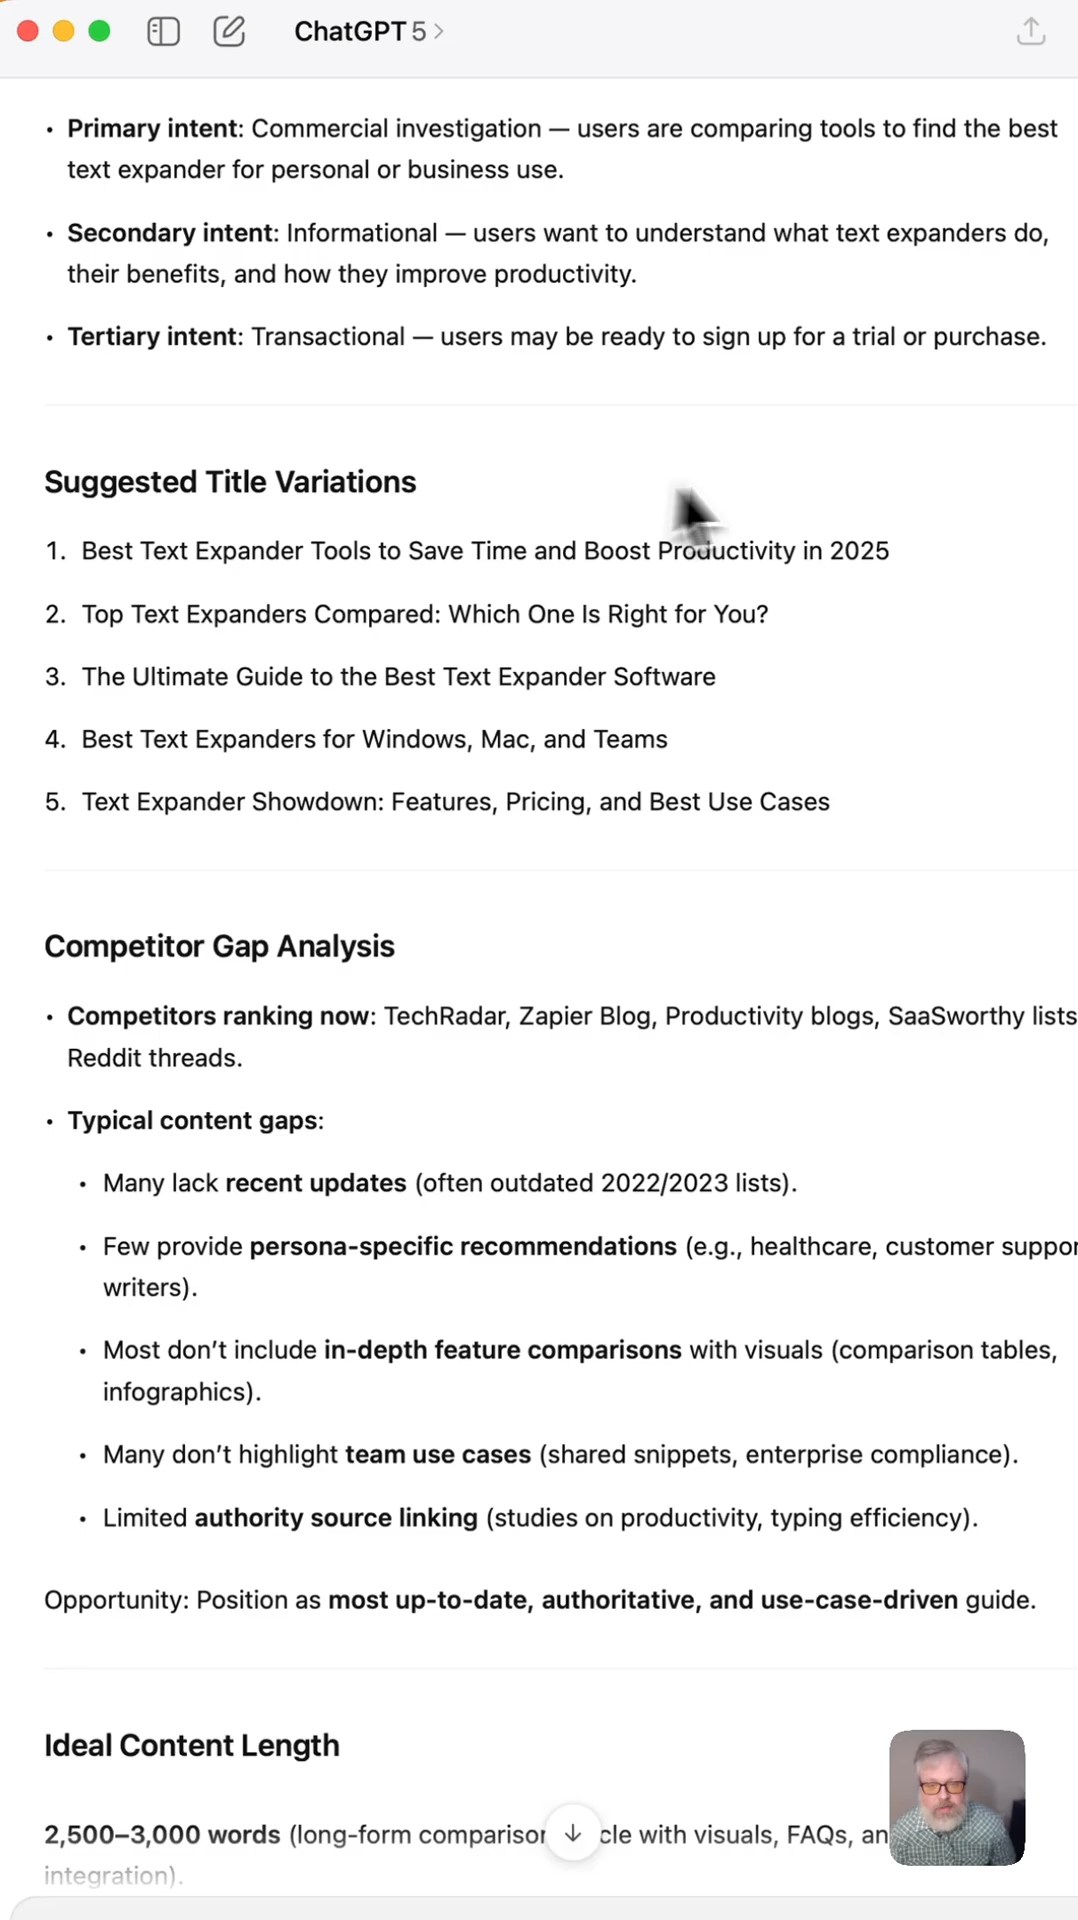 ChatGPT 5 >
• Primary intent: Commercial investigation — users are comparing tools to find the best
text expander for personal or business use.
• Secondary intent: Informational — users want to understand what text expanders do,
their benefits, and how they improve productivity.
• Tertiary intent: Transactional — users may be ready to sign up for a trial or purchase.
Suggested Title Variations
1. Best Text Expander Tools to Save Time and Boost Productivity in 2025
2. Top Text Expanders Compared: Which One Is Right for You?
3. The Ultimate Guide to the Best Text Expander Software
4. Best Text Expanders for Windows, Mac, and Teams
5. Text Expander Showdown: Features, Pricing, and Best Use Cases
Competitor Gap Analysis
• Competitors ranking now: TechRadar, Zapier Blog, Productivity blogs, SaaSworthy lists
Reddit threads.
• Typical content gaps:
• Many lack recent updates (often outdated 2022/2023 lists).
• Few provide persona-specific recommendations (e.g., healthcare, customer suppor
writers).
• Most don’t include in-depth feature comparisons with visuals (comparison tables,
infographics).
• Many don’t highlight team use cases (shared snippets, enterprise compliance).
• Limited authority source linking (studies on productivity, typing efficiency).
Opportunity: Position as most up-to-date, authoritative, and use-case-driven guide.
Ideal Content Length
2,500–3,000 words (long-form comparison cle with visuals, FAQs, an
integration).